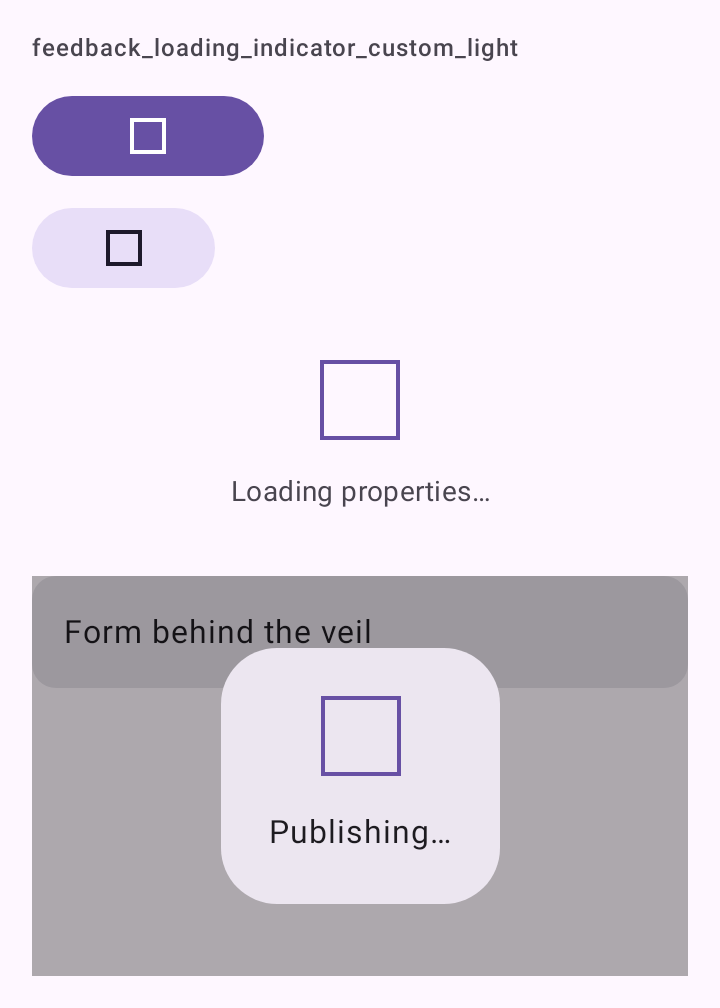 feedback_loading_indicator_custom_light
Loading properties…
Form behind the veil
Publishing…